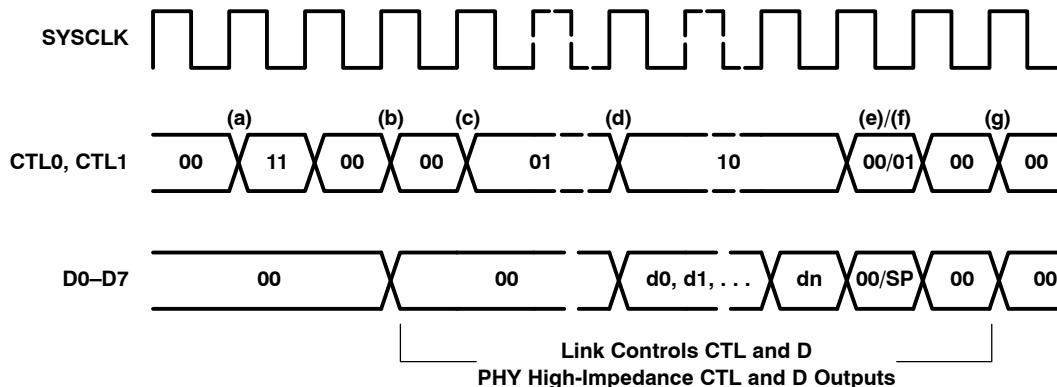 SYSCLK
(a) (b) (c) (d) (e)/(f) (g)
CTL0, CTL1 00 11 00 00 01 10 00/01 00 00
D0–D7 00 00 d0, d1, . . . dn 00/SP 00 00
Link Controls CTL and D
PHY High-Impedance CTL and D Outputs